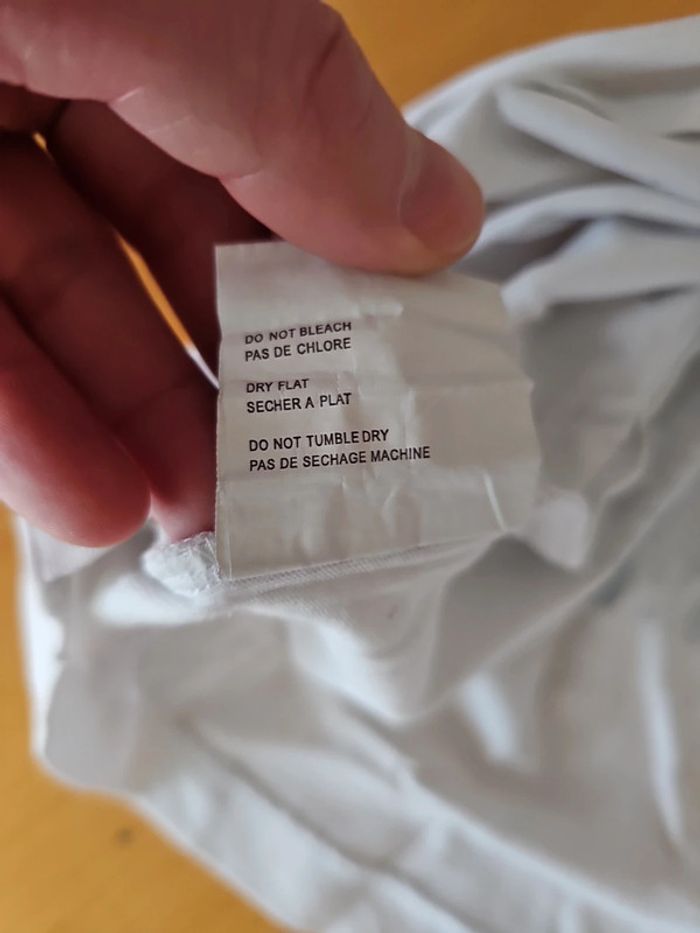 DO NOT BLEACH
PAS DE CHLORE
DRY FLAT
SECHER A PLAT
DO NOT TUMBLE DRY
PAS DE SECHAGE MACHINE